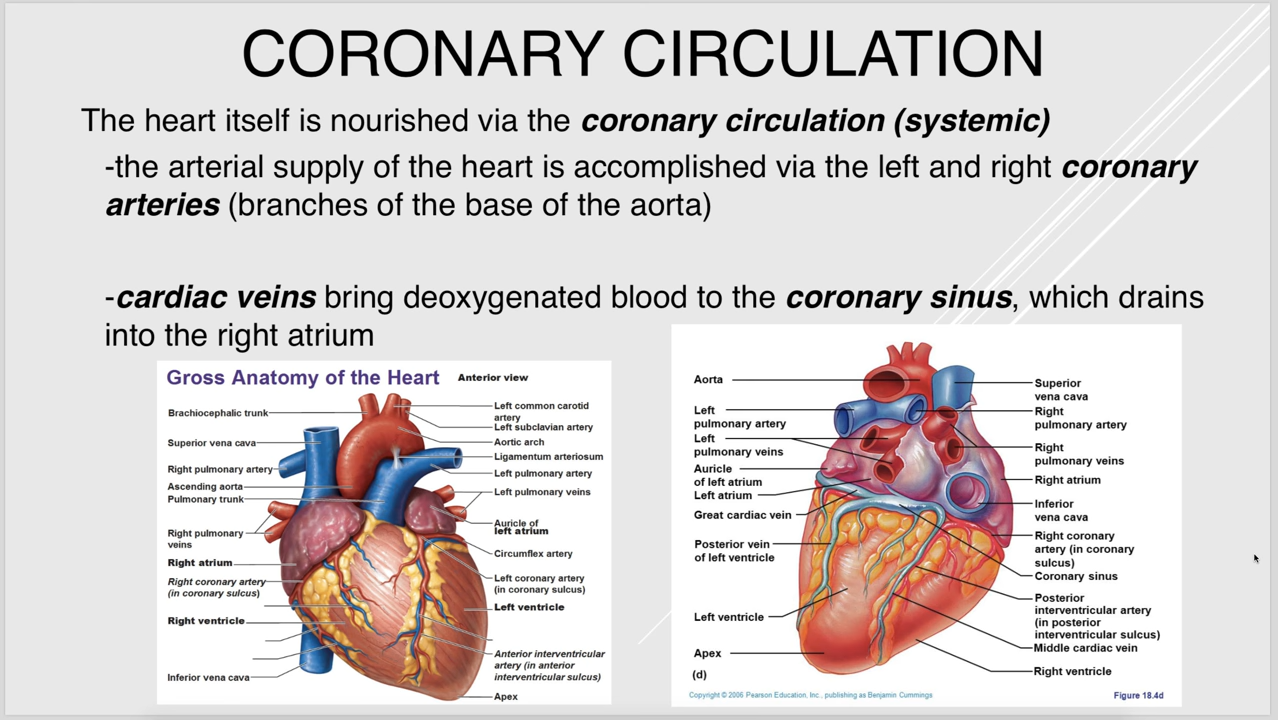 CORONARY CIRCULATION
The heart itself is nourished via the coronary circulation (systemic)
-the arterial supply of the heart is accomplished via the left and right coronary
arteries (branches of the base of the aorta)
-cardiac veins bring deoxygenated blood to the coronary sinus, which drains
into the right atrium
Gross Anatomy of the Heart
Anterior view
Brachiocephalic trunk
Superior vena cava
Right pulmonary artery
Ascending aorta
Pulmonary trunk
Right pulmonary
veins
Right atrium
Right coronary artery
(in coronary sulcus)
Right ventricle
Inferior vena cava
Left common carotid
artery
Left subclavian artery
Aortic arch
Ligamentum arteriosum
Left pulmonary artery
Left pulmonary veins
Auricle of
left atrium
Circumflex artery
Left coronary artery
(in coronary sulcus)
Left ventricle
Anterior interventricular
artery (in anterior
interventricular sulcus)
Apex
Aorta
Left
pulmonary artery
Left
pulmonary veins
Auricle
of left atrium
Left atrium
Great cardiac vein
Posterior vein
of left ventricle
Left ventricle
Apex
(d)
Superior
vena cava
Right
pulmonary artery
Right
pulmonary veins
Right atrium
Inferior
vena cava
Right coronary
artery (in coronary
sulcus)
Coronary sinus
Posterior
interventricular artery
(in posterior
interventricular sulcus)
Middle cardiac vein
Right ventricle
Copyright © 2006 Pearson Education, Inc., publishing as Benjamin Cummings
Figure 18.4d